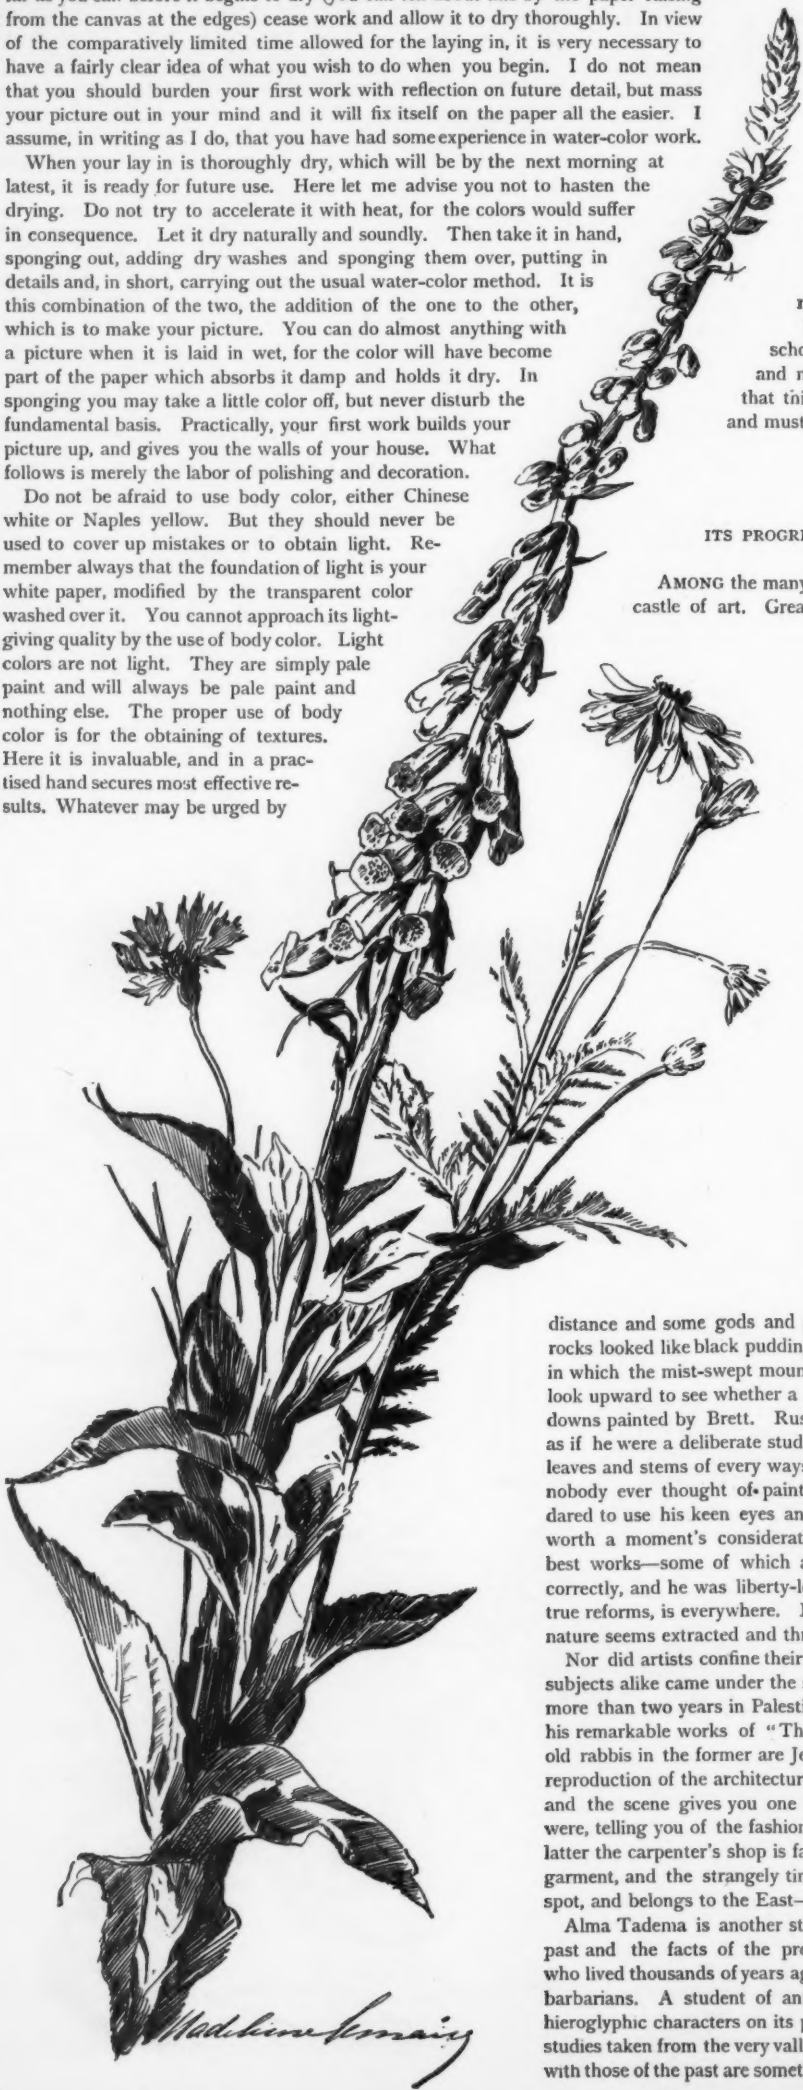 from the canvas at the edges) cease work and allow it to dry thoroughly. In view
of the comparatively limited time allowed for the laying in, it is very necessary to
have a fairly clear idea of what you wish to do when you begin. I do not mean
that you should burden your first work with reflection on future detail, but mass
your picture out in your mind and it will fix itself on the paper all the easier. I
assume, in writing as I do, that you have had some experience in water-color work.
When your lay in is thoroughly dry, which will be by the next morning at
latest, it is ready for future use. Here let me advise you not to hasten the
drying. Do not try to accelerate it with heat, for the colors would suffer
in consequence. Let it dry naturally and soundly. Then take it in hand,
sponging out, adding dry washes and sponging them over, putting in
details and, in short, carrying out the usual water-color method. It is
this combination of the two, the addition of the one to the other,
which is to make your picture. You can do almost anything with
a picture when it is laid in wet, for the color will have become
part of the paper which absorbs it damp and holds it dry. In
sponging you may take a little color off, but never disturb the
fundamental basis. Practically, your first work builds your
picture up, and gives you the walls of your house. What
follows is merely the labor of polishing and decoration.
Do not be afraid to use body color, either Chinese
white or Naples yellow. But they should never be
used to cover up mistakes or to obtain light. Re-
member always that the foundation of light is your
white paper, modified by the transparent color
washed over it. You cannot approach its light-
giving quality by the use of body color. Light
colors are not light. They are simply pale
paint and will always be pale paint and
nothing else. The proper use of body
color is for the obtaining of textures.
Here it is invaluable, and in a prac-
tised hand secures most effective re-
sults. Whatever may be urged by
Madeleine Lemaire
scho
and
that
and must
ITS PROGR
AMONG the many
castle of art. Grea
distance and some gods and
rocks looked like black puddin
in which the mist-swept moun
look upward to see whether a
downs painted by Brett. Rus
as if he were a deliberate stud
leaves and stems of every ways
nobody ever thought of paint
dared to use his keen eyes an
worth a moment's considerat
best works—some of which a
correctly, and he was liberty-l
true reforms, is everywhere.
nature seems extracted and th
Nor did artists confine their
subjects alike came under the
more than two years in Palesti
his remarkable works of "Th
old rabbis in the former are Je
reproduction of the architectur
and the scene gives you one
were, telling you of the fashion
latter the carpenter's shop is fa
garment, and the strangely tin
spot, and belongs to the East—
Alma Tadema is another st
past and the facts of the pre
who lived thousands of years ag
barbarians. A student of an
hieroglyphic characters on its p
studies taken from the very vall
with those of the past are somet